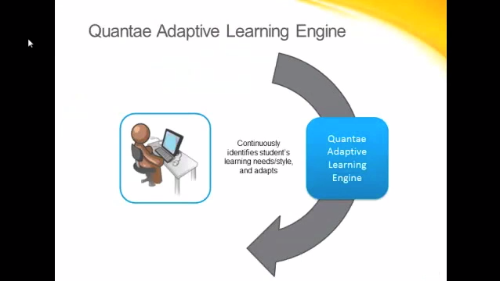 Quantae Adaptive Learning Engine
Continuously
identifies student's
learning needs/style,
and adapts
Quantae
Adaptive
Learning
Engine